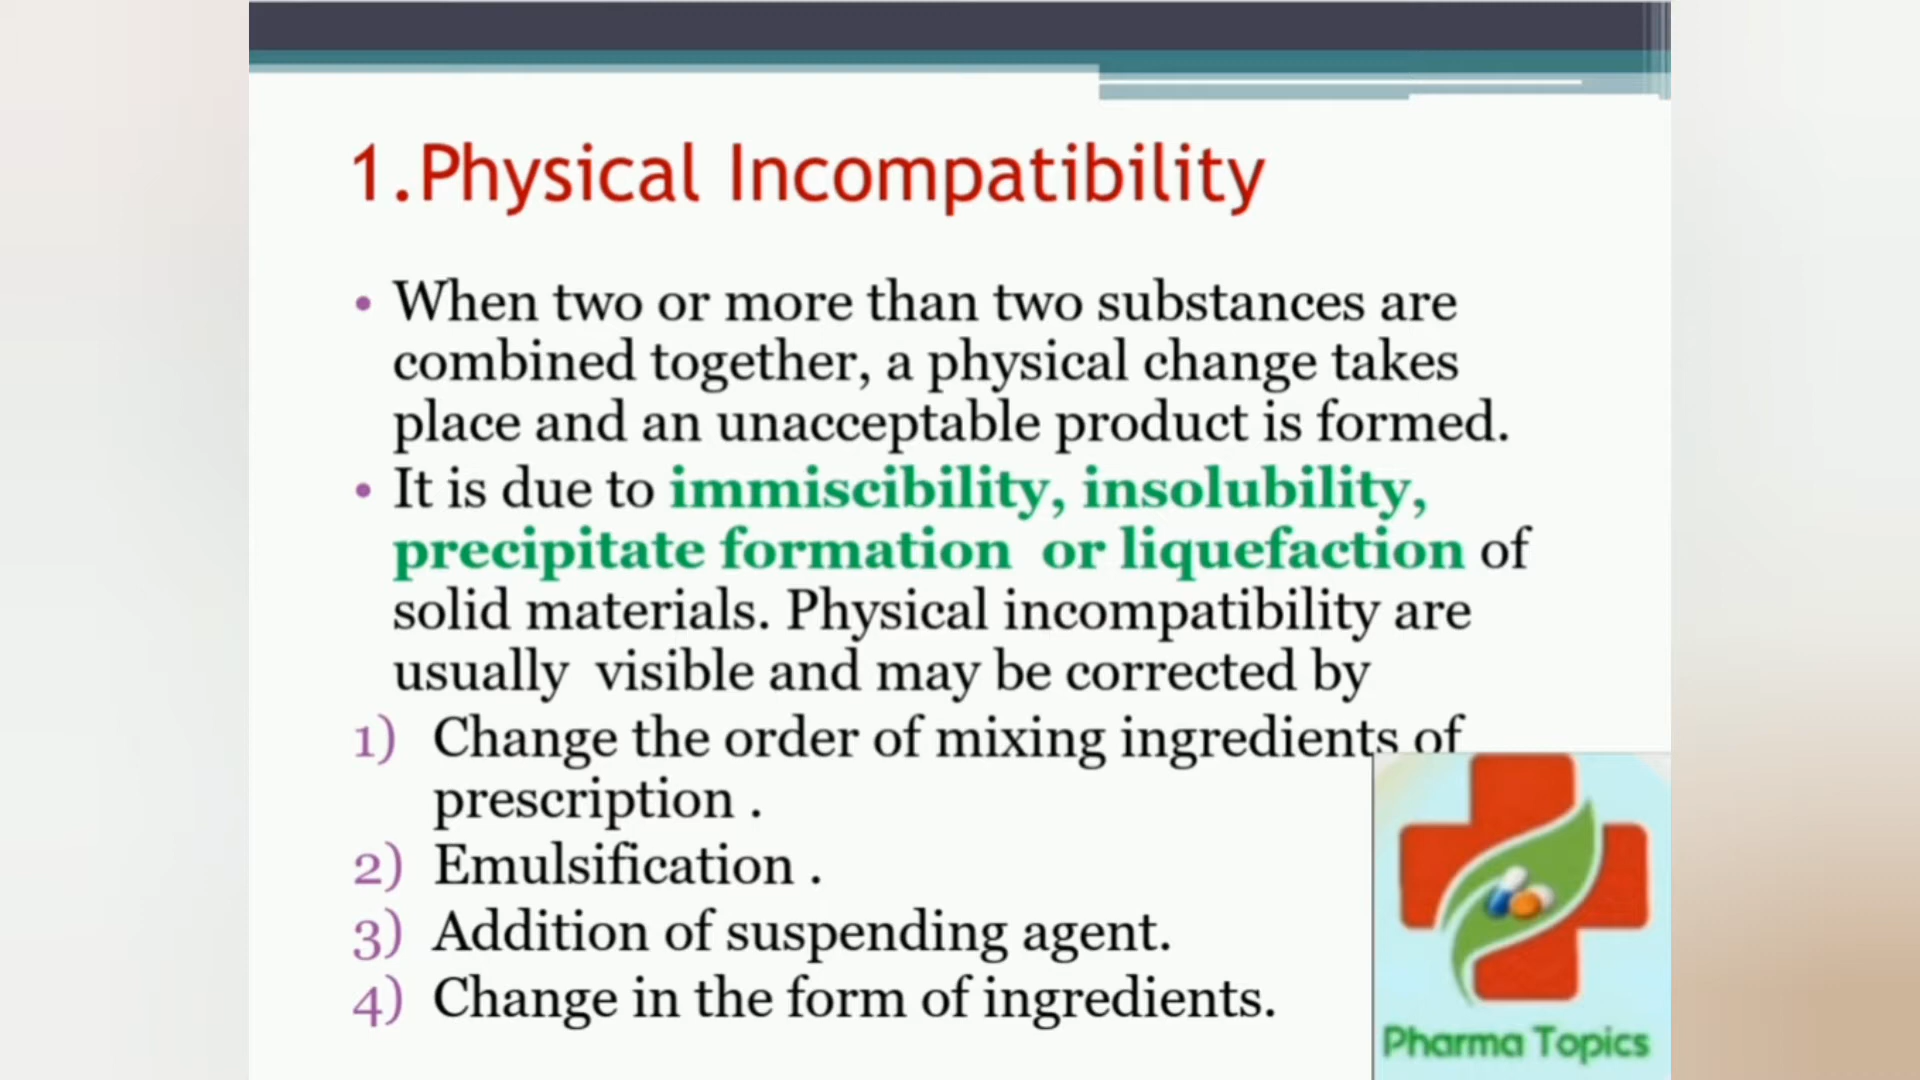 1.Physical Incompatibility
• When two or more than two substances are
combined together, a physical change takes
place and an unacceptable product is formed.
• It is due to immiscibility, insolubility,
precipitate formation or liquefaction of
solid materials. Physical incompatibility are
usually visible and may be corrected by
1) Change the order of mixing ingredients of
prescription .
2) Emulsification .
3) Addition of suspending agent.
4) Change in the form of ingredients.
Pharma Topics